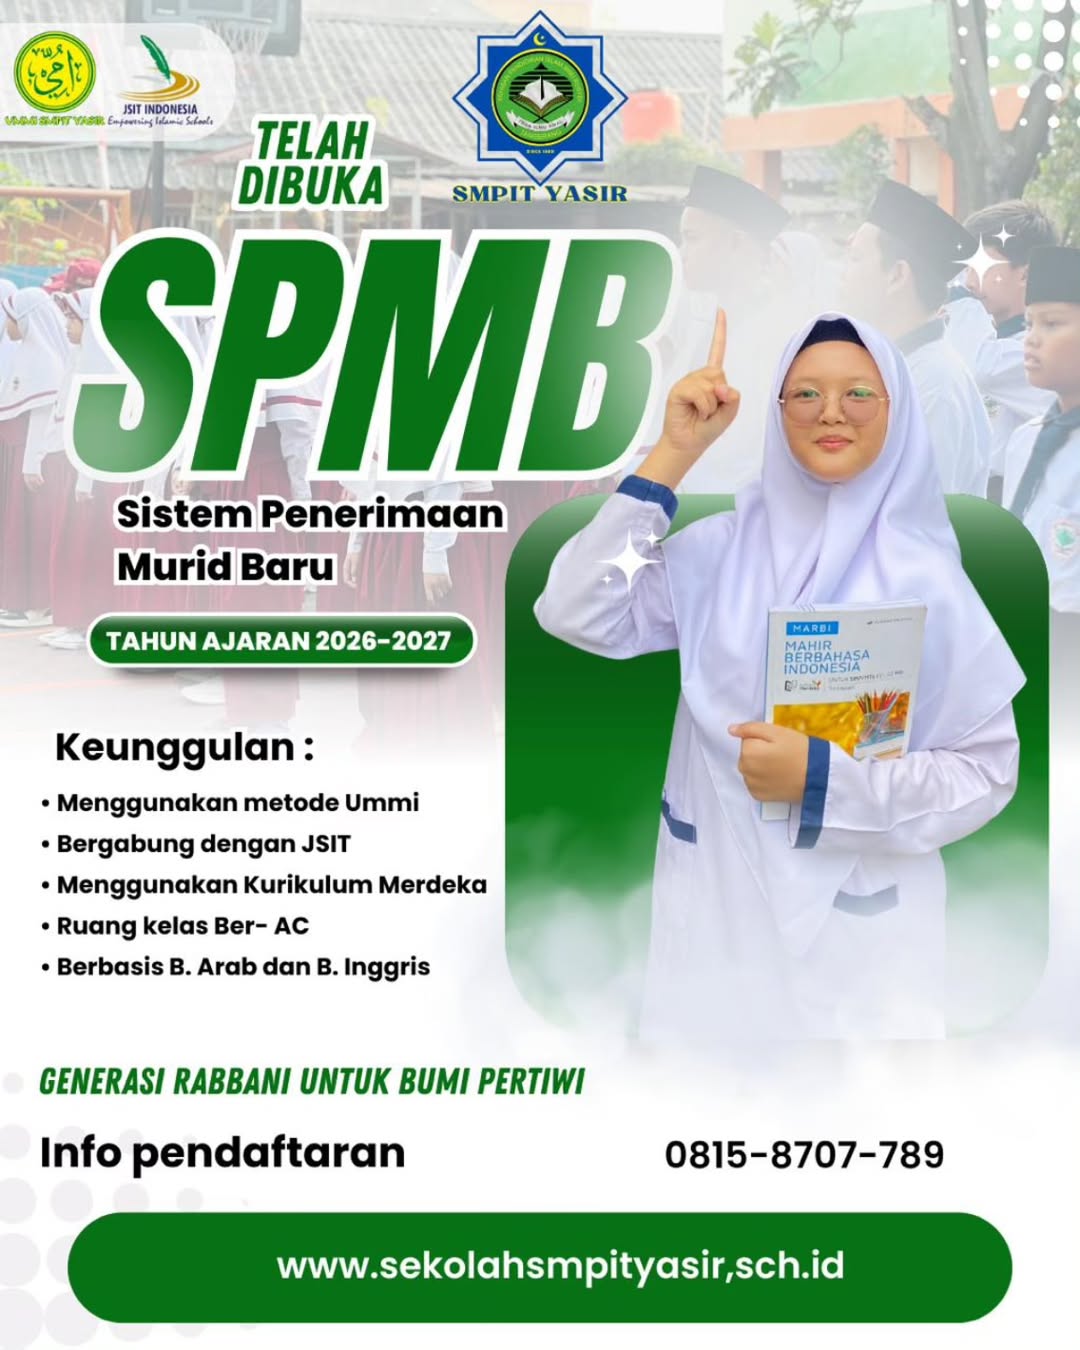 UMMI SMPIT YASIR
JSIT INDONESIA
Empowering Islamic Schools
SINCE 1989
SMPIT YASIR
TELAH
DIBUKA
SPMB
Sistem Penerimaan
Murid Baru
TAHUN AJARAN 2026-2027
MARBI
MAHIR
BERBAHASA
INDONESIA
Keunggulan :
• Menggunakan metode Ummi
• Bergabung dengan JSIT
• Menggunakan Kurikulum Merdeka
• Ruang kelas Ber- AC
• Berbasis B. Arab dan B. Inggris
GENERASI RABBANI UNTUK BUMI PERTIWI
Info pendaftaran
0815-8707-789
www.sekolahsmpityasir,sch.id